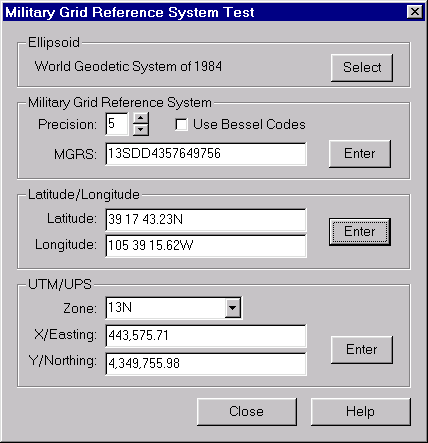 Military Grid Reference System Test
Ellipsoid
World Geodetic System of 1984 Select
Military Grid Reference System
Precision: 5 Use Bessel Codes
MGRS: 13SDD4357649756 Enter
Latitude/Longitude
Latitude: 39 17 43.23N
Enter
Longitude: 105 39 15.62W
UTM/UPS
Zone: 13N
X/Easting: 443,575.71
Enter
Y/Northing: 4,349,755.98
Close Help